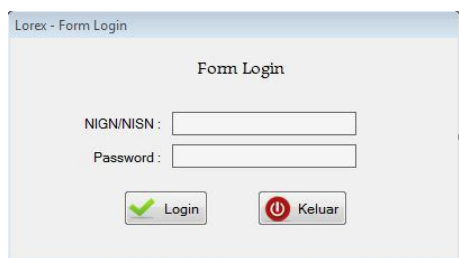 Lorex - Form Login
Form Login
NIGN/NISN :
Password :
Login Keluar